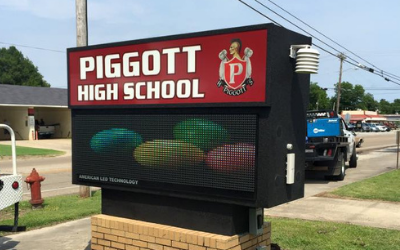 PIGGOTT
HIGH SCHOOL
P
PIGGOTT
AMERICAN LED TECHNOLOGY